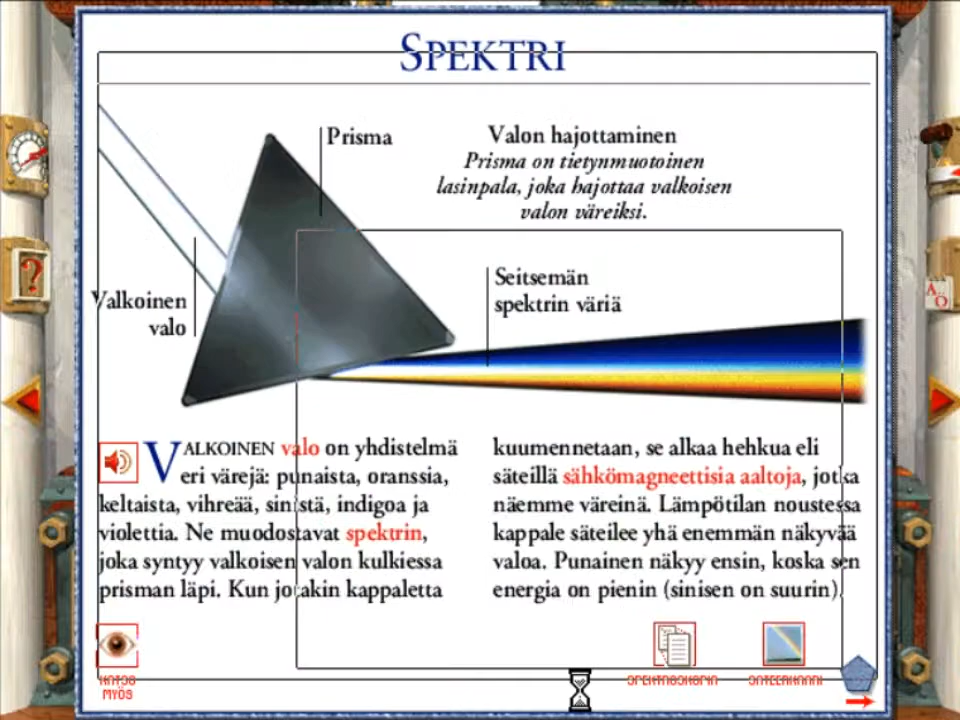 SPEKTRI
Prisma
Valon hajottaminen
Prisma on tietynmuotoinen
lasinpala, joka hajottaa valkoisen
valon väreiksi.
Seitsemän
spektrin väriä
Valkoinen
valo
VALKOINEN valo on yhdistelmä
eri värejä: punaista, oranssia,
keltaista, vihreää, sinistä, indigoa ja
violettia. Ne muodostavat spektrin,
joka syntyy valkoisen valon kulkiessa
prisman läpi. Kun jotakin kappaletta
kuumennetaan, se alkaa hehkua eli
säteillä sähkömagneettisia aaltoja, jotka
näemme väreinä. Lämpötilan noustessa
kappale säteilee yhä enemmän näkyvää
valoa. Punainen näkyy ensin, koska sen
energia on pienin (sinisen on suurin).
KATSO
MYÖS
SPEKTROSKOPIA
SATEENKAARI
A...
Ö
?